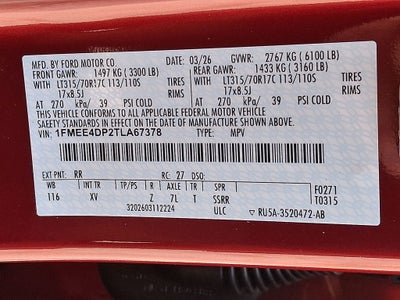 MFD. BY FORD MOTOR CO. 03/26 GVWR: 2767 KG (6100 LB)
FRONT GAWR: 1497 KG (3300 LB) REAR GAWR: 1433 KG (3160 LB)
LT315/70R17C 113/110S TIRES LT315/70R17C 113/110S TIRES
17x8.5J RIMS 17x8.5J RIMS
AT 270 kPa/ 39 PSI COLD AT 270 kPa/ 39 PSI COLD
THIS VEHICLE CONFORMS TO ALL APPLICABLE FEDERAL MOTOR VEHICLE
SAFETY STANDARDS IN EFFECT ON THE DATE OF MANUFACTURE SHOWN ABOVE.
VIN: 1FMEE4DP2TLA67378 TYPE: MPV
EXT PNT: RR RC: 27 DSO:
WB BRK INT TR TP/PS R AXLE TR SPR F0271
116 XV Z 7L T SSRR T0315
3202603112224 ULC RU5A-3520472-AB